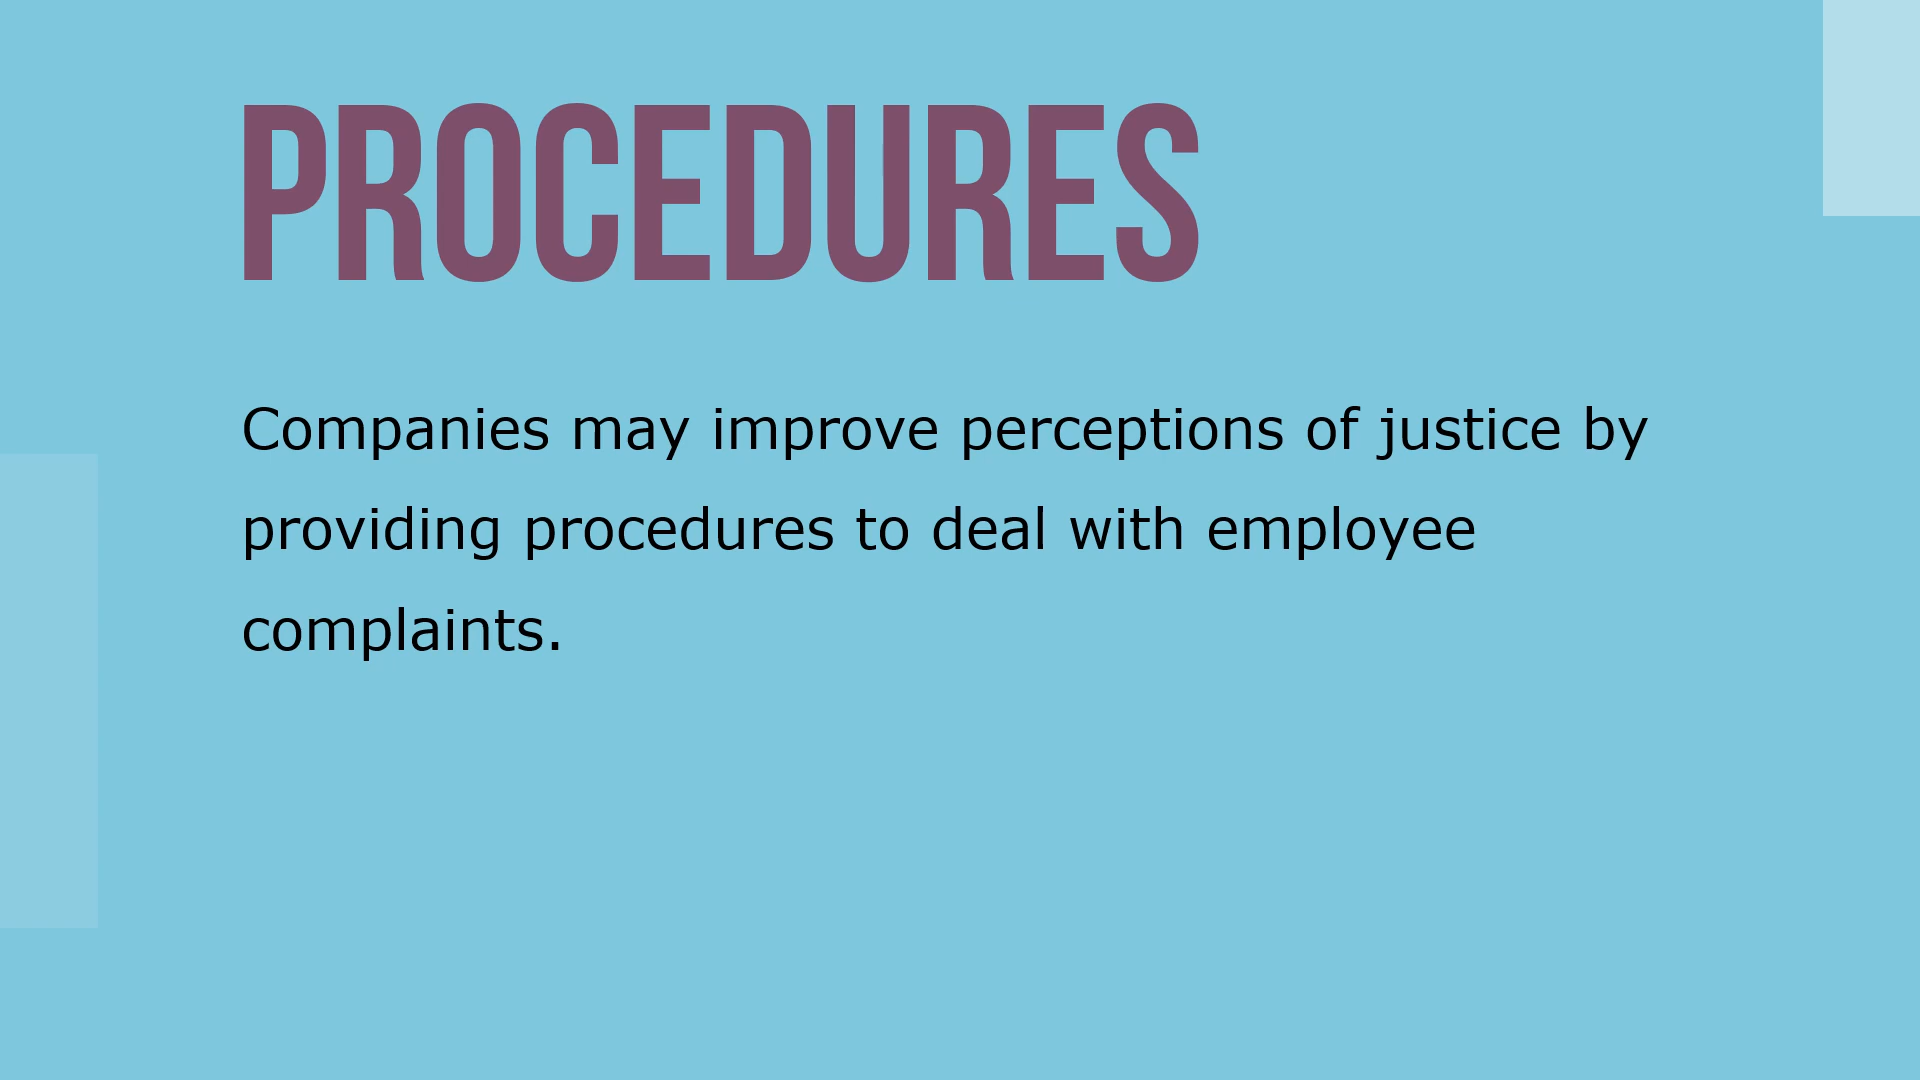 PROCEDURES
Companies may improve perceptions of justice by
providing procedures to deal with employee
complaints.